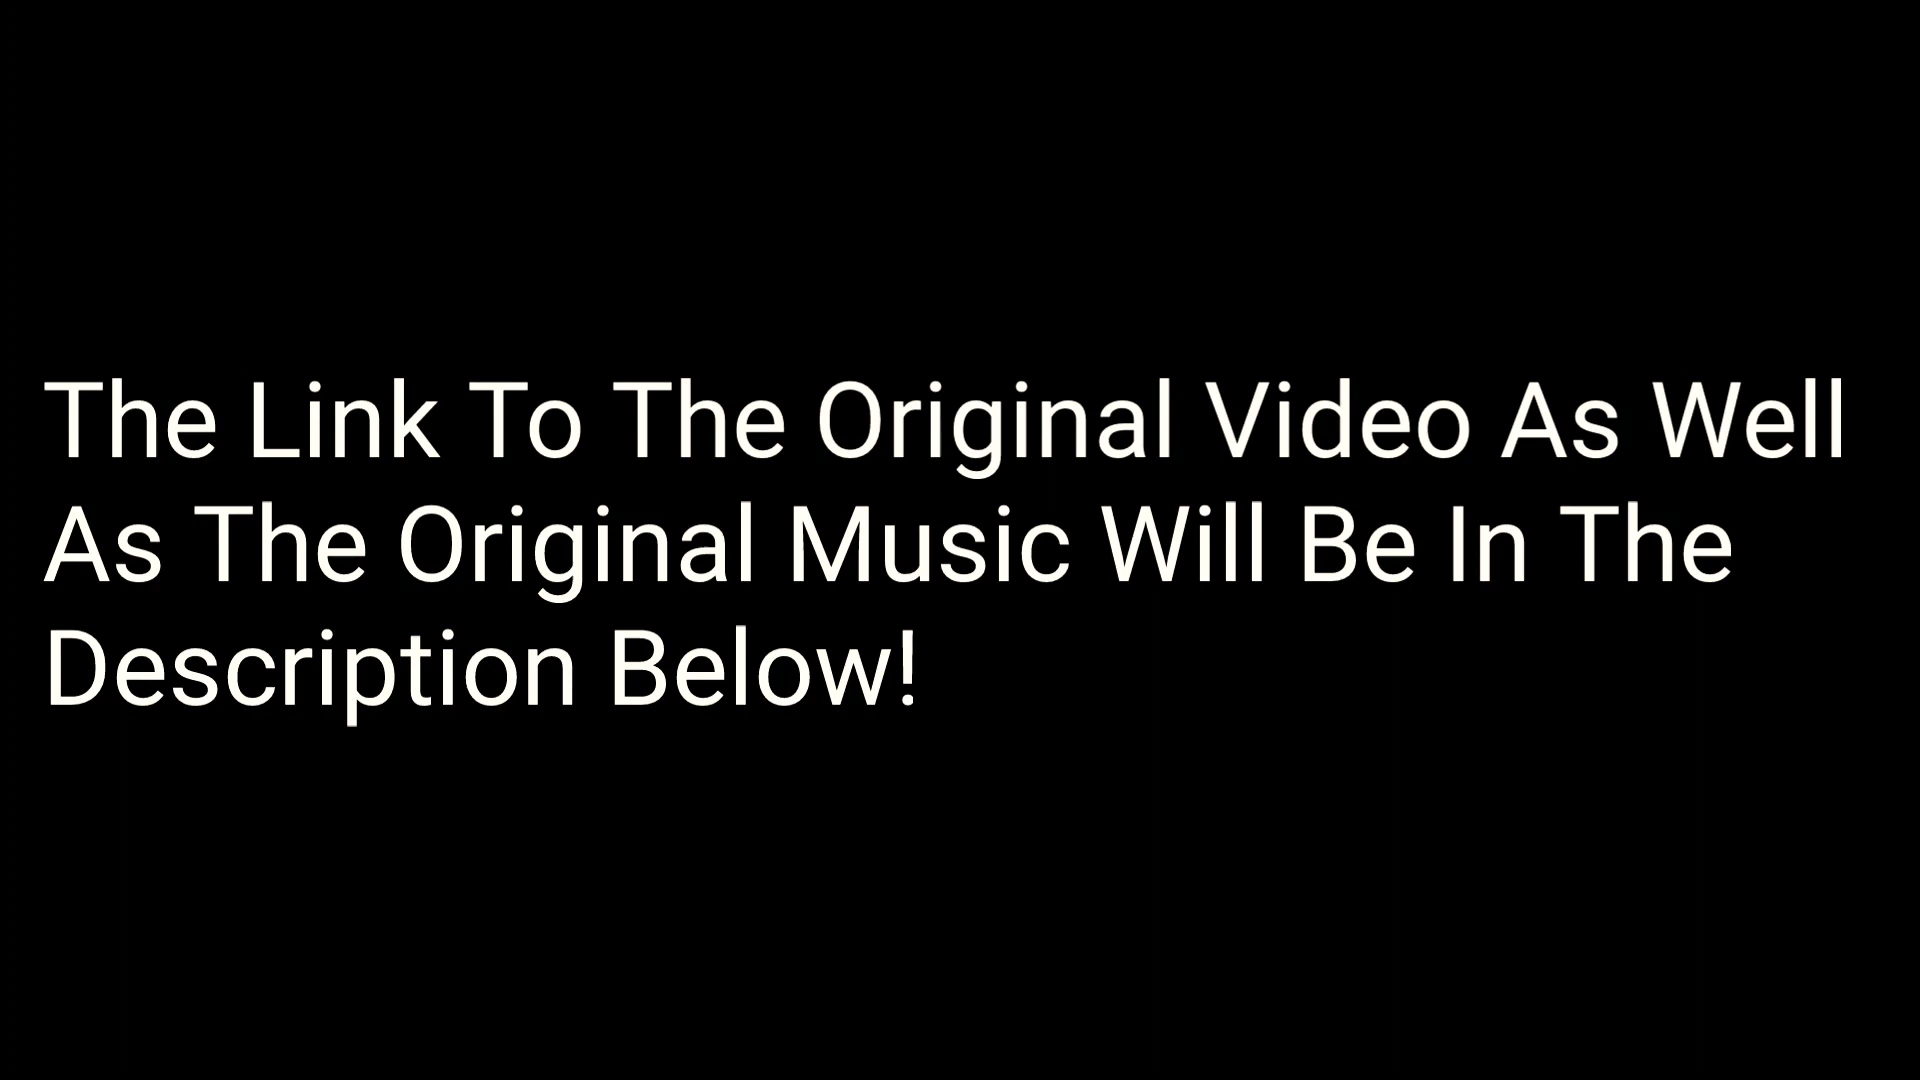 The Link To The Original Video As Well
As The Original Music Will Be In The
Description Below!